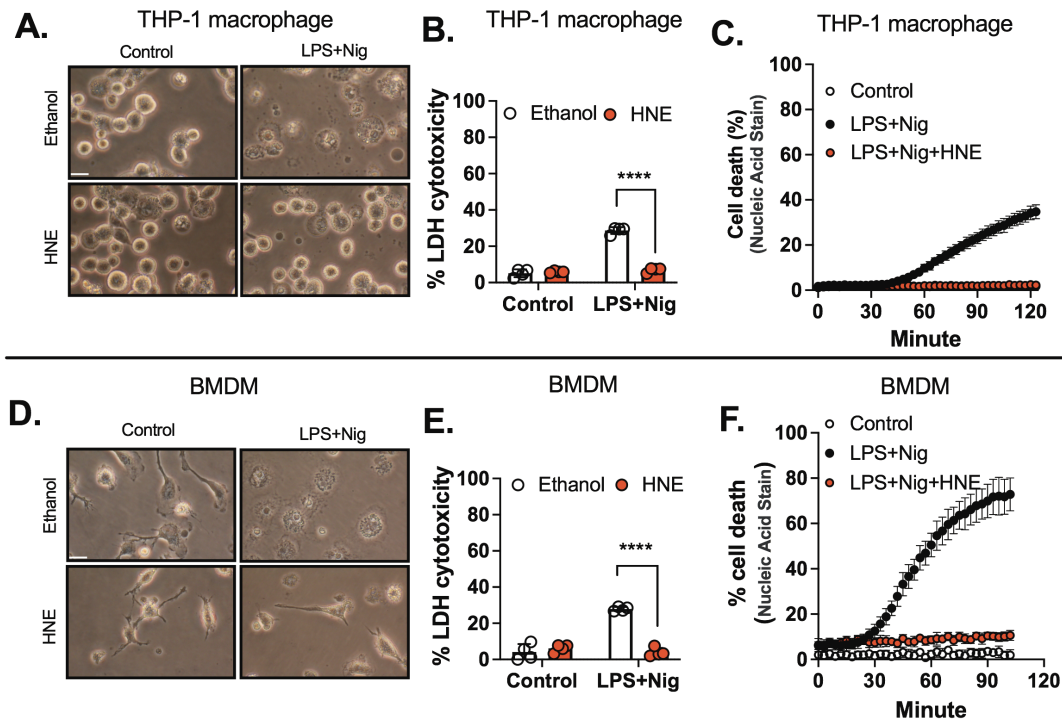 A.
THP-1 macrophage
Control
LPS+Nig
Ethanol
HNE
B.
THP-1 macrophage
% LDH cytotoxicity
100
80
60
40
20
0
Ethanol
HNE
****
Control
LPS+Nig
C.
THP-1 macrophage
Cell death (%)
(Nucleic Acid Stain)
100
80
60
40
20
0
Control
LPS+Nig
LPS+Nig+HNE
0
30
60
90
120
Minute
D.
BMDM
Control
LPS+Nig
Ethanol
HNE
E.
BMDM
% LDH cytotoxicity
100
80
60
40
20
0
Ethanol
HNE
****
Control
LPS+Nig
F.
BMDM
% cell death
(Nucleic Acid Stain)
100
80
60
40
20
0
Control
LPS+Nig
LPS+Nig+HNE
0
30
60
90
120
Minute